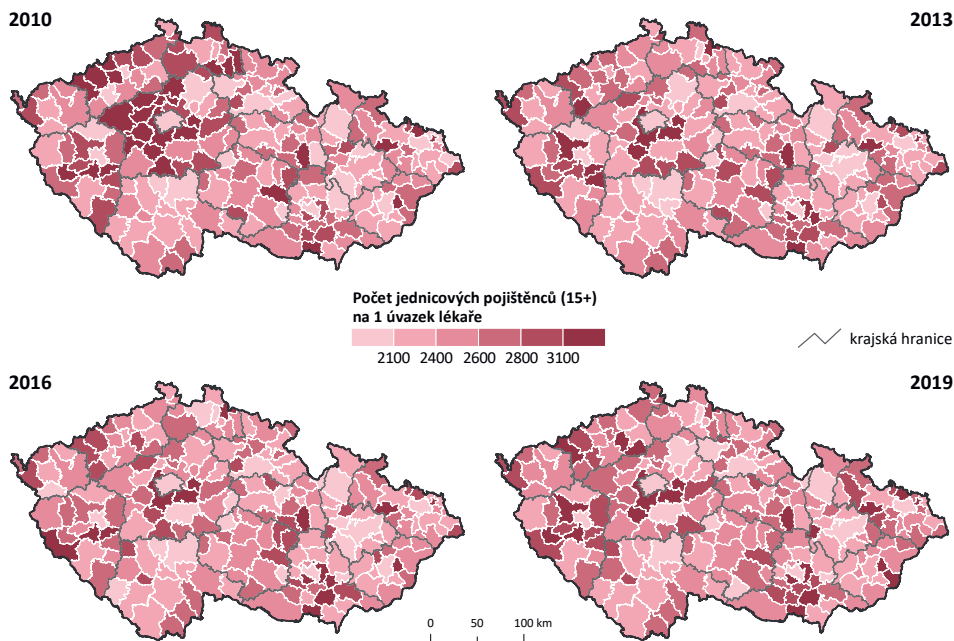 2010
2013
Počet jednicových pojištěnců (15+)
na 1 úvazek lékaře
2100 2400 2600 2800 3100
krajská hranice
2016
2019
0 50 100 km